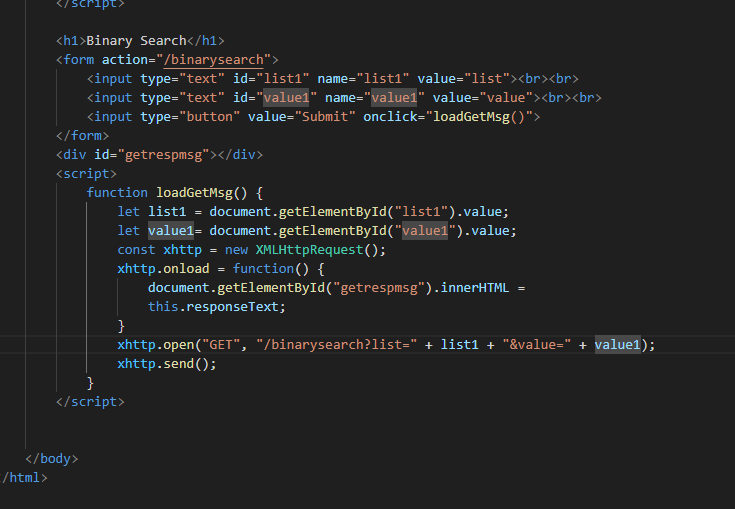 </script>
<h1>Binary Search</h1>
<form action="/binarysearch">
<input type="text" id="list1" name="list1" value="list"><br><br>
<input type="text" id="value1" name="value1" value="value"><br><br>
<input type="button" value="Submit" onclick="loadGetMsg()">
</form>
<div id="getrespmsg"></div>
<script>
function loadGetMsg() {
let list1 = document.getElementById("list1").value;
let value1= document.getElementById("value1").value;
const xhttp = new XMLHttpRequest();
xhttp.onload = function() {
document.getElementById("getrespmsg").innerHTML =
this.responseText;
}
xhttp.open("GET", "/binarysearch?list=" + list1 + "&value=" + value1);
xhttp.send();
}
</script>
</body>
/html>